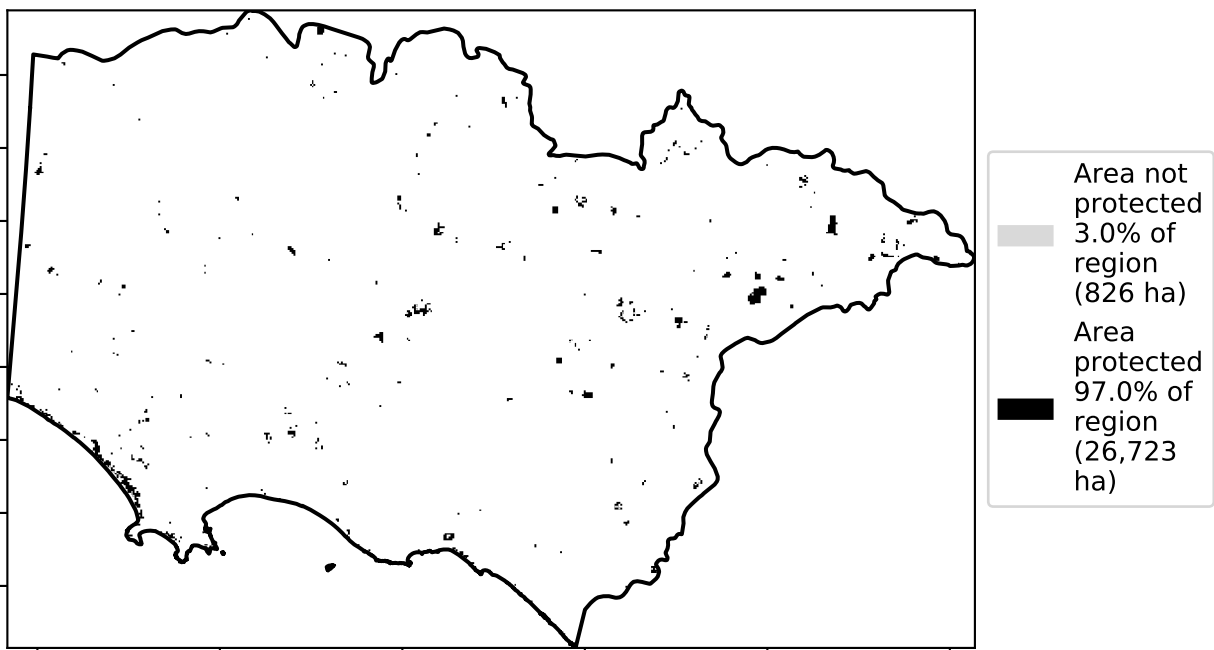 Area not
protected
3.0% of
region
(826 ha)
Area
protected
97.0% of
region
(26,723
ha)